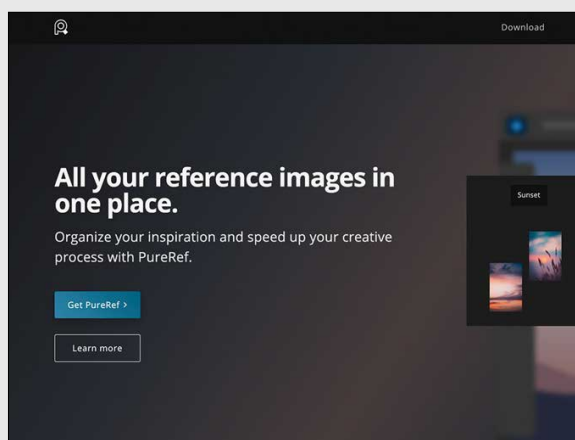 Download
All your reference images in
one place.
Organize your inspiration and speed up your creative
process with PureRef.
Sunset
Get PureRef >
Learn more